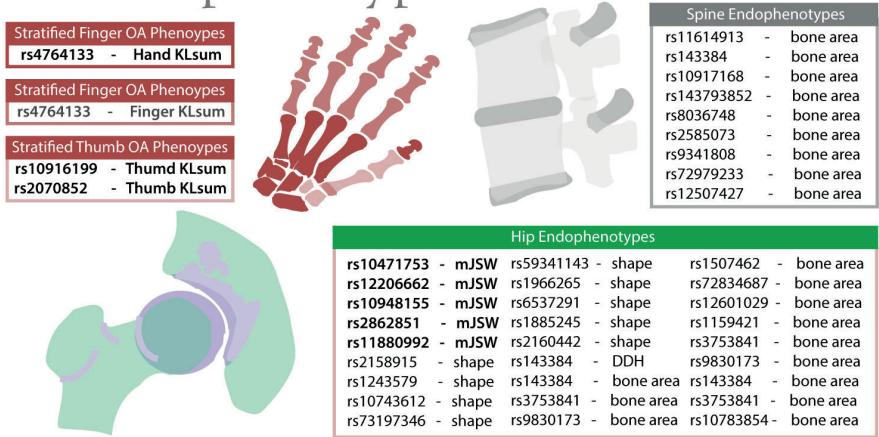 Stratified Finger OA Phenoypes
rs4764133 - Hand KLsum
Stratified Finger OA Phenoypes
rs4764133 - Finger KLsum
Stratified Thumb OA Pheoypes
rs10916199 - Thumd KLsum
rs2070852 - Thumb KLsum
Spine Endophenotypes
rs11614913 - bone area
rs143384 - bone area
rs10917168 - bone area
rs143793852 - bone area
rs8036748 - bone area
rs2585073 - bone area
rs9341808 - bone area
rs72979233 - bone area
rs12507427 - bone area
Hip Endophenotypes
rs10471753 - mJSW rs59341143 - shape rs1507462 - bone area
rs12206662 - mJSW rs1966265 - shape rs72834687 - bone area
rs10948155 - mJSW rs6537291 - shape rs12601029 - bone area
rs2862851 - mJSW rs1885245 - shape rs1159421 - bone area
rs11880992 - mJSW rs2160442 - shape rs3753841 - bone area
rs2158915 - shape rs143384 - DDH rs9830173 - bone area
rs1243579 - shape rs143384 - bone area rs143384 - bone area
rs10743612 - shape rs3753841 - bone area rs3753841 - bone area
rs73197346 - shape rs9830173 - bone area rs10783854 - bone area